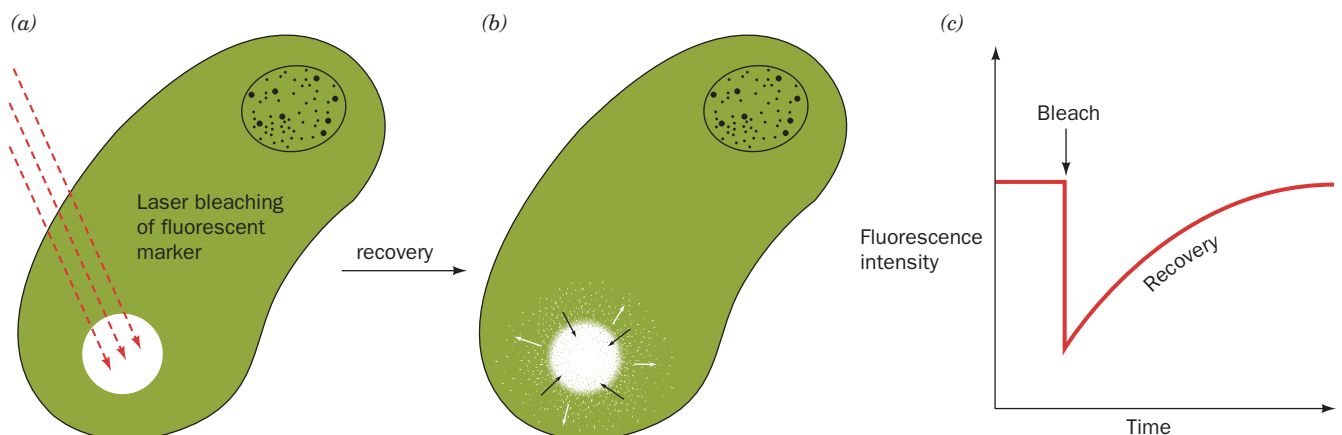 (a)
Laser bleaching
of fluorescent
marker
recovery
(b)
(c)
Bleach
Fluorescence
intensity
Recovery
Time